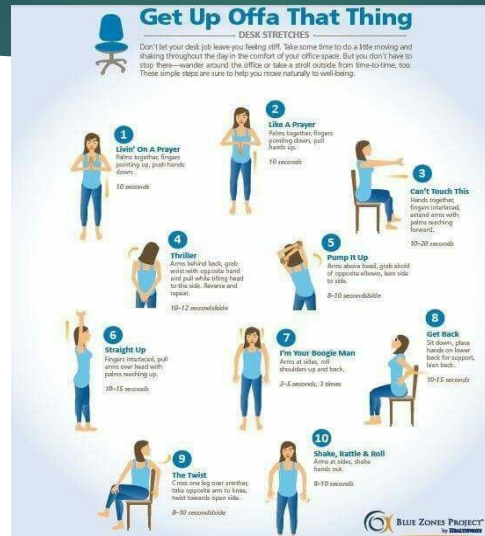 Get Up Offa That Thing
DESK STRETCHES
Don't let your desk job leave you feeling stiff. Take some time to do a little moving and
shaking throughout the day in the comfort of your office space. But you don't have to
stop there—wander around the office or take a stroll outside from time-to-time, too.
These simple steps are sure to help you move naturally to well-being.
1
Livin' On A Prayer
Palms together, fingers
pointing up, push hands
down.
10 seconds
2
Like A Prayer
Palms together, fingers
pointing down, pull
hands up.
10 seconds
3
Can't Touch This
Hands together,
fingers interlaced,
extend arms with
palms reaching
forward.
10-20 seconds
4
Thriller
Arms behind back, grab
wrist with opposite hand
and pull while tilting head
to the side. Reverse and
repeat.
10-12 seconds/side
5
Pump It Up
Arms above head, grab ahold
of opposite elbows, lean side
to side.
8-10 seconds/side
6
Straight Up
Fingers interlaced, pull
arms over head with
palms reaching up.
10-15 seconds
7
I'm Your Boogie Man
Arms at sides, roll
shoulders up and back.
3-5 seconds, 3 times
8
Get Back
Sit down, place
hands on lower
back for support,
lean back.
10-15 seconds
9
The Twist
Cross one leg over another,
take opposite arm to knee,
twist towards open side.
8-10 seconds/side
10
Shake, Rattle & Roll
Arms at sides, shake
hands out.
8-10 seconds
BLUE ZONES PROJECT
by HEALTHWAYS